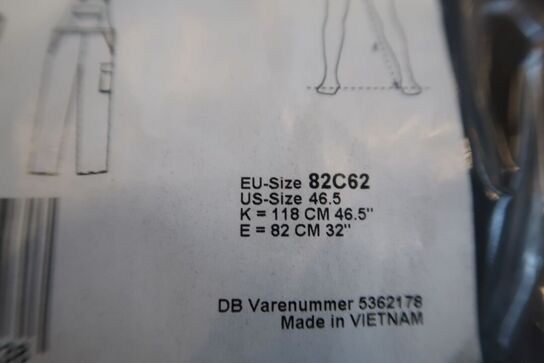 EU-Size 82C62
US-Size 46.5
K = 118 CM 46.5"
E = 82 CM 32"
DB Varenummer 5362178
Made in VIETNAM